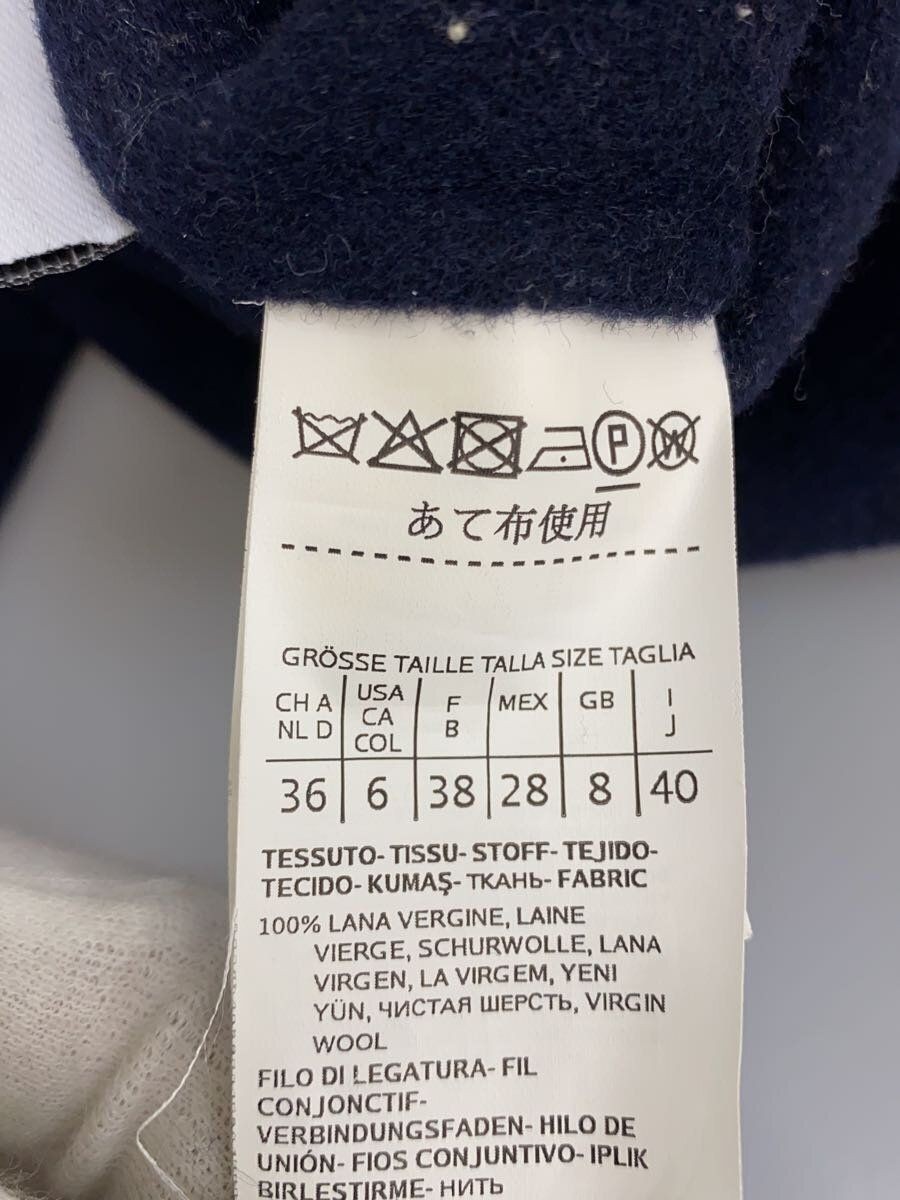 P W
あて布使用
GRÖSSE TAILLE TALLA SIZE TAGLIA
CH A NL D | USA CA COL | F B | MEX | GB | I J
36 | 6 | 38 | 28 | 8 | 40
TESSUTO- TISSU- STOFF- TEJIDO-
TECIDO- KUMAŞ- ТКАНЬ- FABRIC
100% LANA VERGINE, LAINE
VIERGE, SCHURWOLLE, LANA
VIRGEN, LA VIRGEM, YENI
YÜN, ЧИСТАЯ ШЕРСТЬ, VIRGIN
WOOL
FILO DI LEGATURA- FIL
CONJONCTIF-
VERBINDUNGSFADEN- HILO DE
UNIÓN- FIOS CONJUNTIVO- IPLIK
BIRLESTIRME- НИТЬ